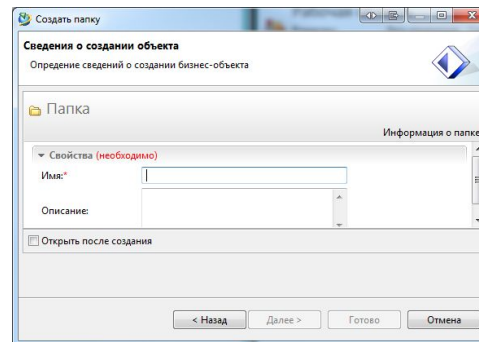 Создать папку
Сведения о создании объекта
Опредение сведений о создании бизнес-объекта
Папка
Информация о папке
Свойства (необходимо)
Имя:*
Описание:
Открыть после создания
< Назад
Далее >
Готово
Отмена